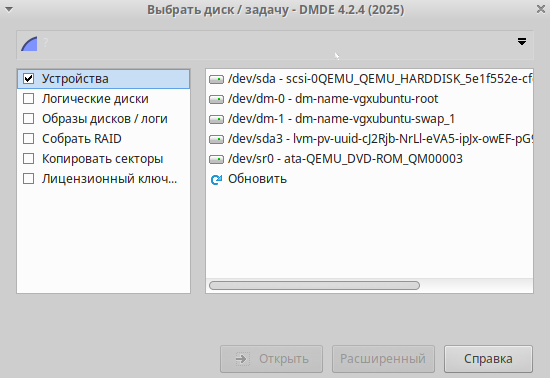 Выбрать диск / задачу - DMDE 4.2.4 (2025)
?
Устройства
Логические диски
Образы дисков / логи
Собрать RAID
Копировать секторы
Лицензионный ключ...
/dev/sda - scsi-0QEMU_QEMU_HARDDISK_5e1f552e-cf
/dev/dm-0 - dm-name-vgxubuntu-root
/dev/dm-1 - dm-name-vgxubuntu-swap_1
/dev/sda3 - lvm-pv-uuid-cJ2Rjb-NrLl-eVA5-ipJx-owEF-pG9
/dev/sr0 - ata-QEMU_DVD-ROM_QM00003
Обновить
Открыть
Расширенный
Справка